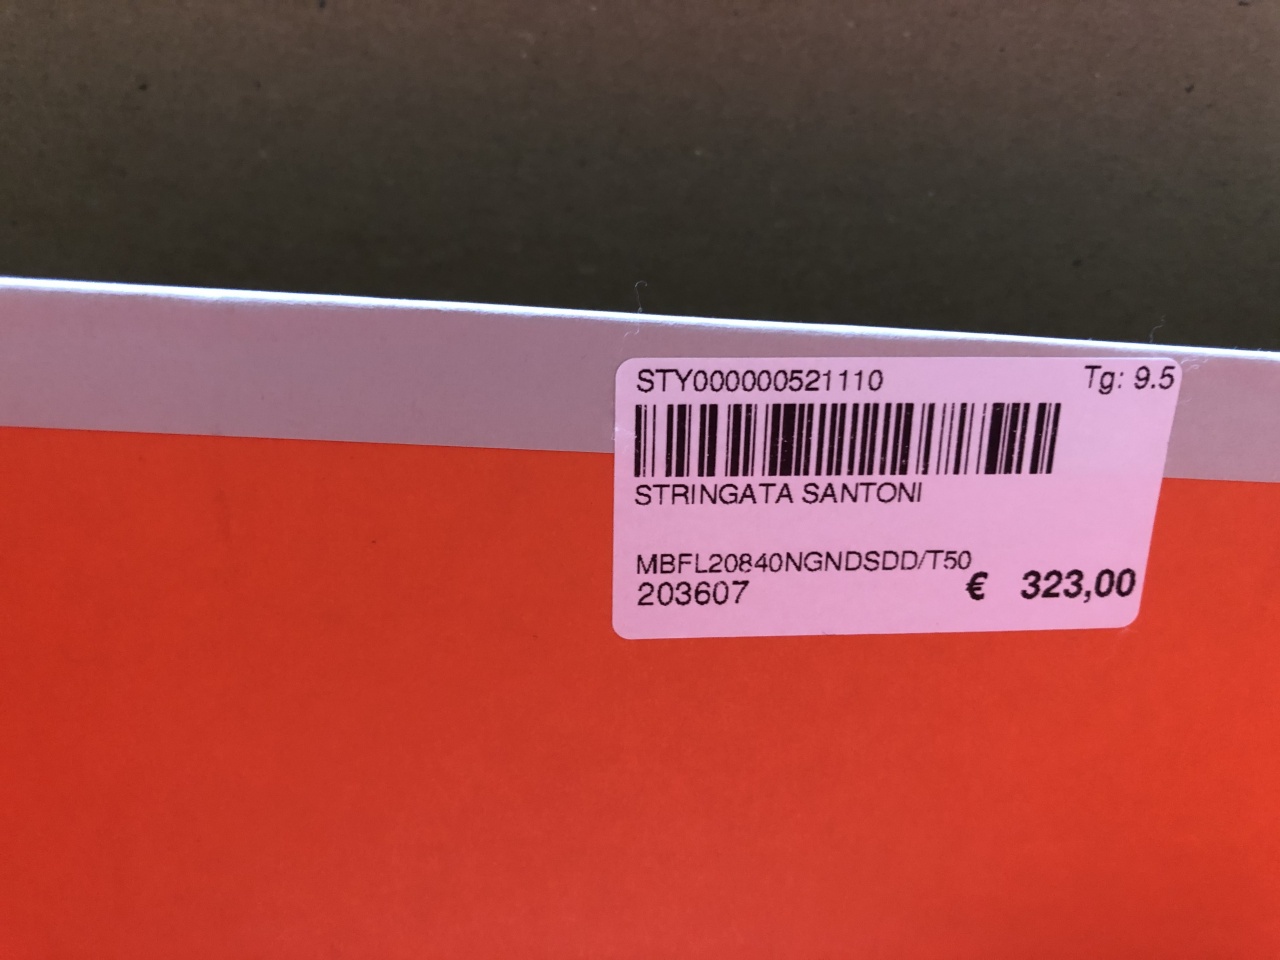 STY000000521110 Tg: 9.5
STRINGATA SANTONI
MBFL20840NGNDSDD/T50
203607 € 323,00